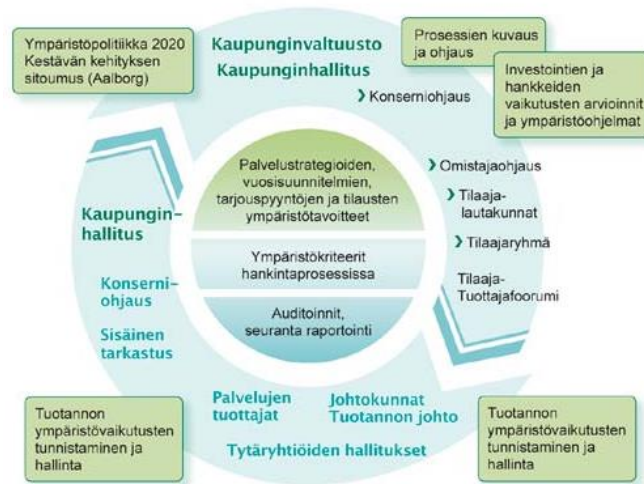 Ympäristöpolitiikka 2020
Kestävän kehityksen
sitoumus (Aalborg)
Kaupunginvaltuusto
Kaupunginhallitus
Prosessien kuvaus
ja ohjaus
Investointien ja
hankkeiden
vaikutusten arvioinnit
ja ympäristöohjelmat
Konserniohjaus
Omistajaohjaus
Tilaaja-
lautakunnat
Tilaajaryhmä
Tilaaja-
Tuottajafoorumi
Palvelustrategioiden,
vuosisuunnitelmien,
tarjouspyyntöjen ja tilausten
ympäristötavoitteet
Ympäristökriteerit
hankintaprosessissa
Auditoinnit,
seuranta raportointi
Kaupungin-
hallitus
Konserni-
ohjaus
Sisäinen
tarkastus
Palvelujen
tuottajat
Johtokunnat
Tuotannon johto
Tytäryhtiöiden hallitukset
Tuotannon
ympäristövaikutusten
tunnistaminen ja
hallinta
Tuotannon
ympäristövaikutusten
tunnistaminen ja
hallinta